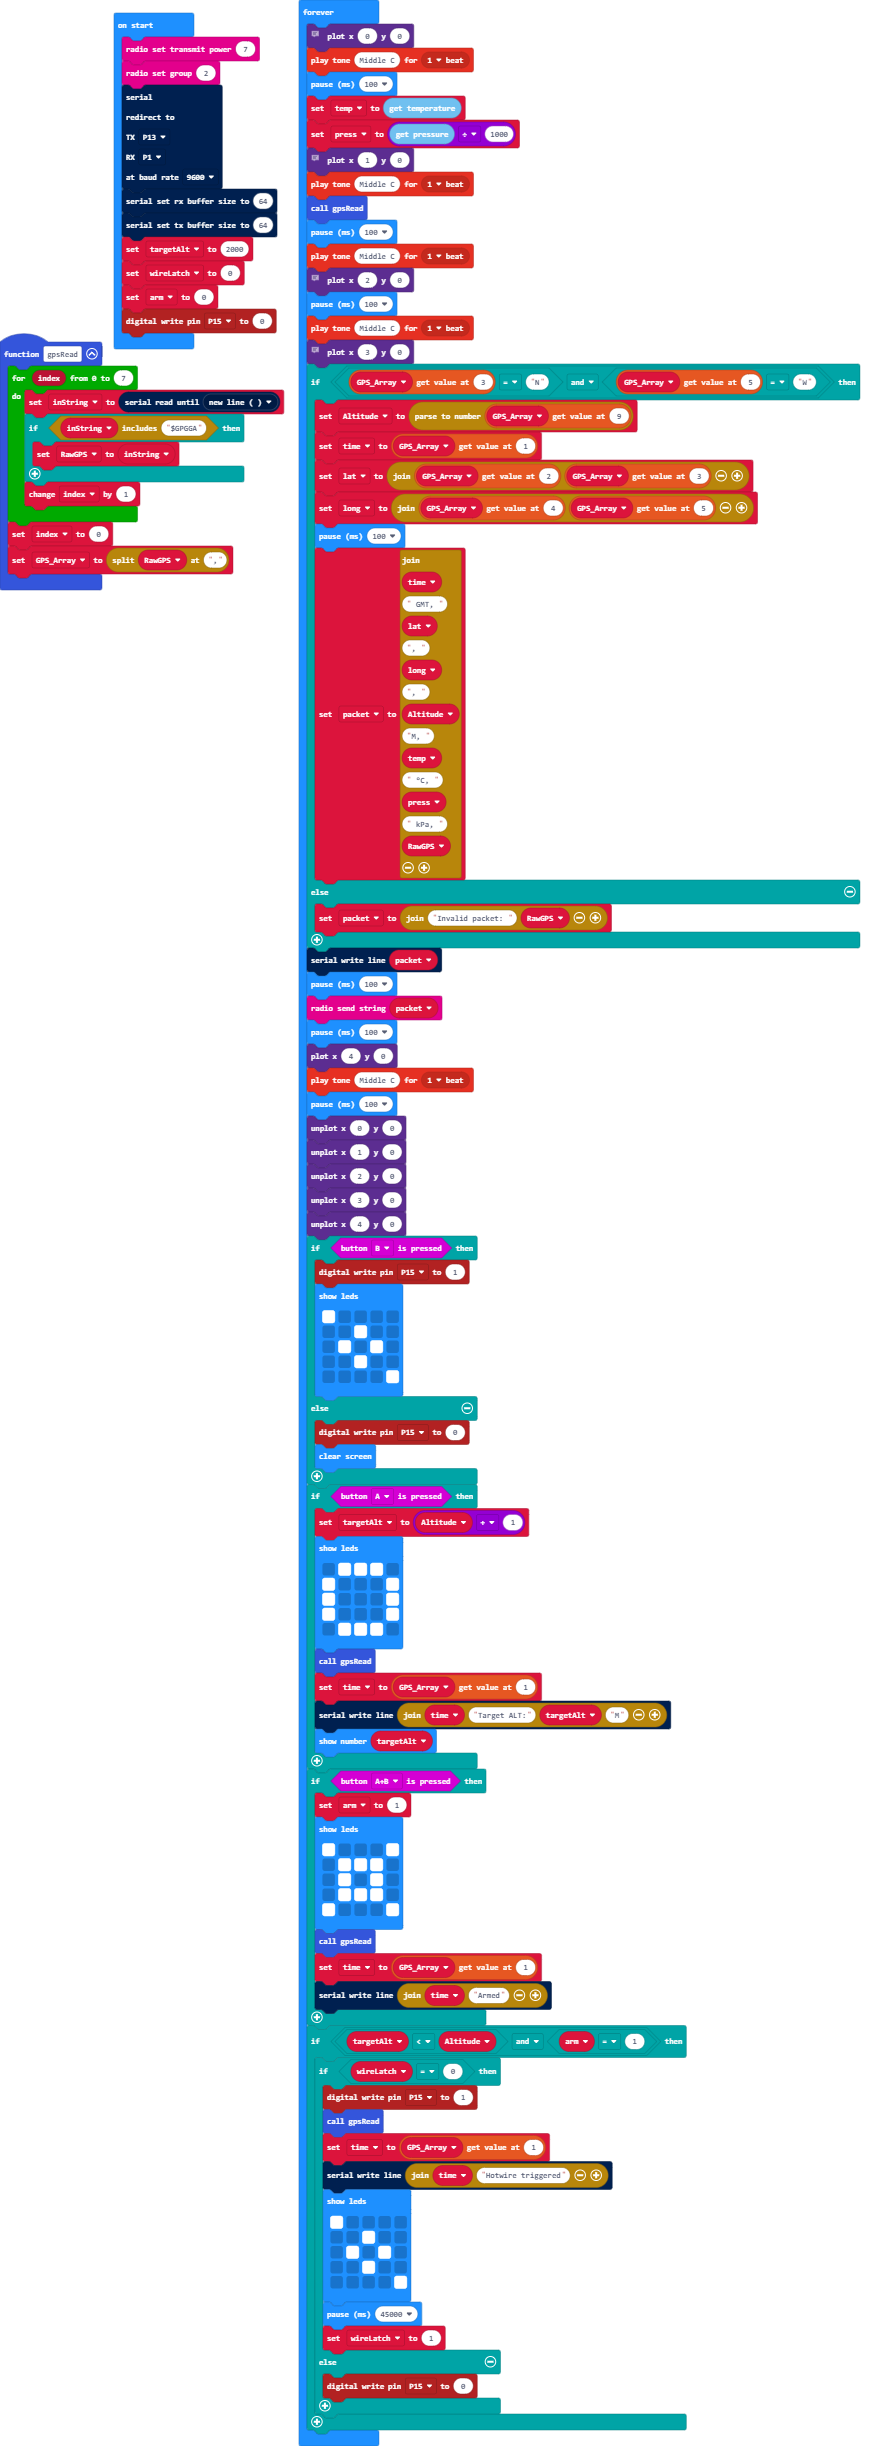 on start
radio set transmit power 7
radio set group 2
serial
redirect to
TX P13
RX P1
at baud rate 9600
serial set rx buffer size to 64
serial set tx buffer size to 64
set targetAlt to 2000
set wireLatch to 0
set arm to 0
digital write pin P15 to 0
function gpsRead
for index from 0 to 7
do
set inString to serial read until new line ( )
if inString includes "$GPGGA" then
set RawGPS to inString
change index by 1
set index to 0
set GPS_Array to split RawGPS at ","
forever
plot x 0 y 0
play tone Middle C for 1 beat
pause (ms) 100
set temp to get temperature
set press to get pressure ÷ 1000
plot x 1 y 0
play tone Middle C for 1 beat
call gpsRead
pause (ms) 100
play tone Middle C for 1 beat
plot x 2 y 0
pause (ms) 100
play tone Middle C for 1 beat
plot x 3 y 0
if GPS_Array get value at 3 = "N" and GPS_Array get value at 5 = "W" then
set Altitude to parse to number GPS_Array get value at 9
set time to GPS_Array get value at 1
set lat to join GPS_Array get value at 2 GPS_Array get value at 3
set long to join GPS_Array get value at 4 GPS_Array get value at 5
pause (ms) 100
join
time
" GMT, "
lat
", "
long
", "
set packet to Altitude
"M, "
temp
" ºC, "
press
" kPa, "
RawGPS
else
set packet to join "Invalid packet: " RawGPS
serial write line packet
pause (ms) 100
radio send string packet
pause (ms) 100
plot x 4 y 0
play tone Middle C for 1 beat
pause (ms) 100
unplot x 0 y 0
unplot x 1 y 0
unplot x 2 y 0
unplot x 3 y 0
unplot x 4 y 0
if button B is pressed then
digital write pin P15 to 1
show leds
else
digital write pin P15 to 0
clear screen
if button A is pressed then
set targetAlt to Altitude + 1
show leds
call gpsRead
set time to GPS_Array get value at 1
serial write line join time "Target ALT:" targetAlt "M"
show number targetAlt
if button A+B is pressed then
set arm to 1
show leds
call gpsRead
set time to GPS_Array get value at 1
serial write line join time "Armed"
if targetAlt < Altitude and arm = 1 then
if wireLatch = 0 then
digital write pin P15 to 1
call gpsRead
set time to GPS_Array get value at 1
serial write line join time "Hotwire triggered"
show leds
pause (ms) 45000
set wireLatch to 1
else
digital write pin P15 to 0